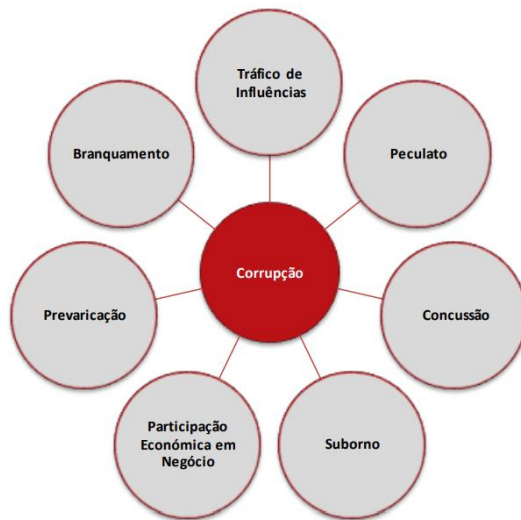 Tráfico de
Influências
Branquamento
Peculato
Corrupção
Prevaricação
Concussão
Participação
Económica em
Negócio
Suborno